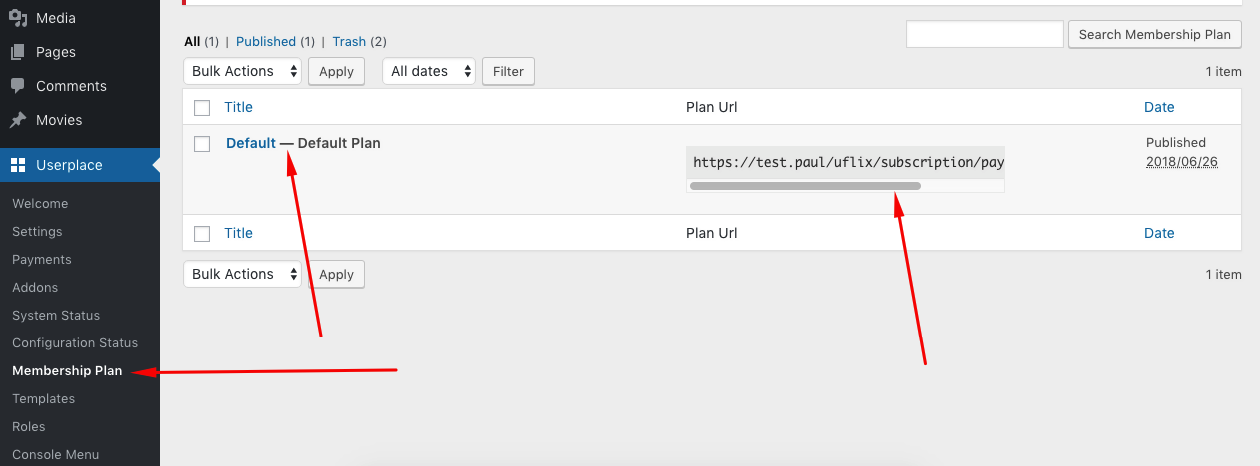 Media
Pages
Comments
Movies
Userplace
Welcome
Settings
Payments
Addons
System Status
Configuration Status
Membership Plan
Templates
Roles
Console Menu
All (1) | Published (1) | Trash (2)
Search Membership Plan
Bulk Actions Apply All dates Filter 1 item
Title Plan Url Date
Default — Default Plan Published
https://test.paul/uflix/subscription/pay 2018/06/26
Title Plan Url Date
Bulk Actions Apply 1 item